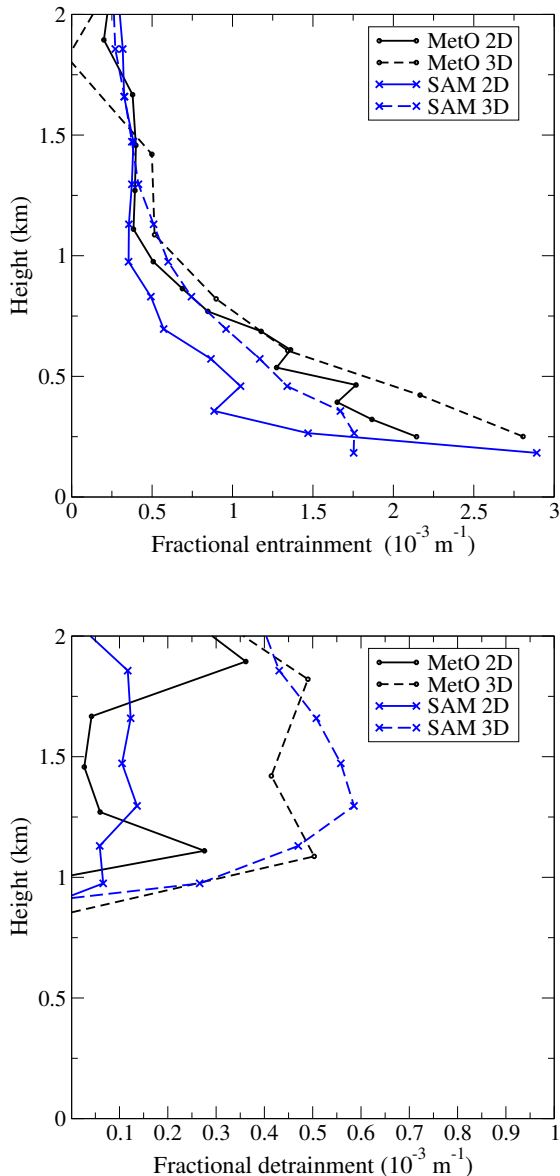 2
MetO 2D
MetO 3D
SAM 2D
SAM 3D
1.5
1
0.5
0
Height (km)
0 0.5 1 1.5 2 2.5 3
Fractional entrainment (10⁻³ m⁻¹)
2
MetO 2D
MetO 3D
SAM 2D
SAM 3D
1.5
1
0.5
0
Height (km)
0.1 0.2 0.3 0.4 0.5 0.6 0.7 0.8 0.9 1
Fractional detrainment (10⁻³ m⁻¹)